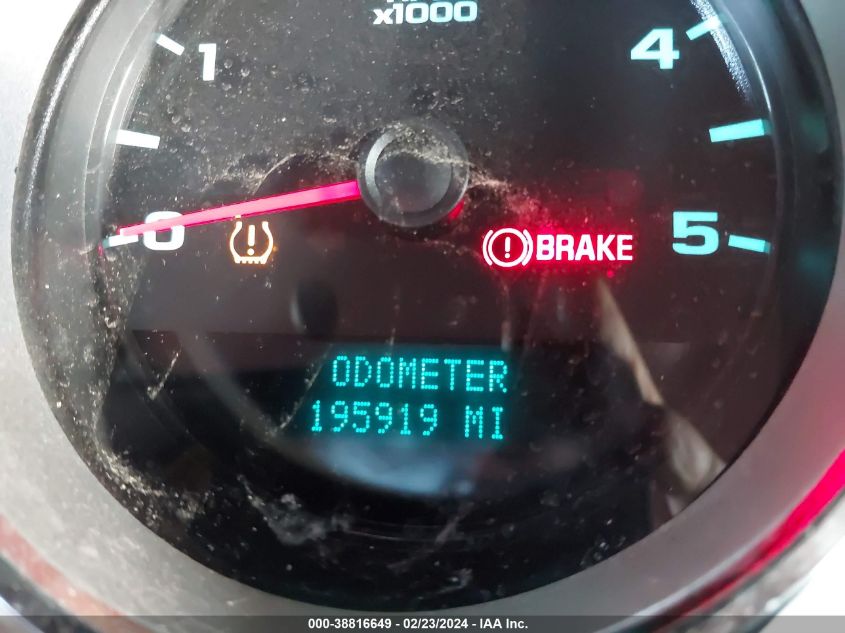 x1000
1
4
0
5
BRAKE
ODOMETER
195919 MI
000-38816649 - 02/23/2024 - IAA Inc.